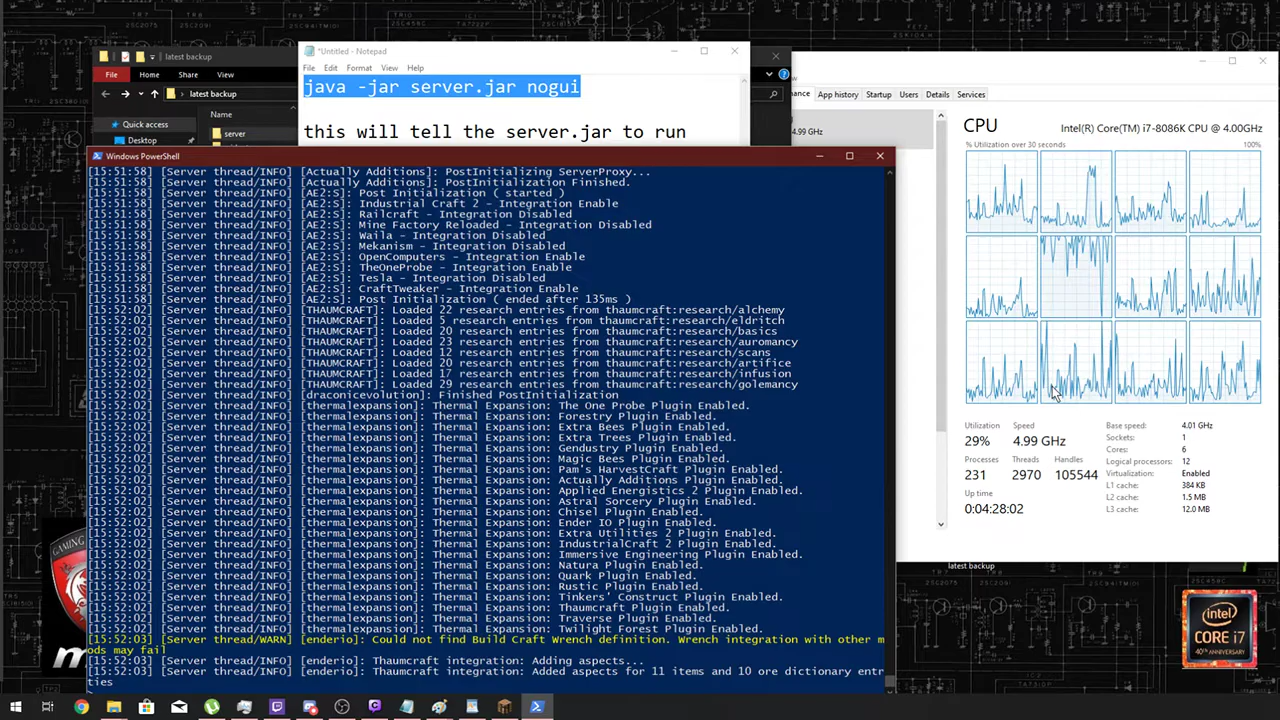 latest backup
File Home Share View
latest backup
Name
Quick access
Desktop
server
*Untitled - Notepad
File Edit Format View Help
java -jar server.jar nogui
this will tell the server.jar to run
Windows PowerShell
[15:51:58] [Server thread/INFO] [Actually Additions]: PostInitializing ServerProxy...
[15:51:58] [Server thread/INFO] [Actually Additions]: PostInitialization Finished.
[15:51:58] [Server thread/INFO] [AE2:S]: Post Initialization ( started )
[15:51:58] [Server thread/INFO] [AE2:S]: Industrial Craft 2 - Integration Enable
[15:51:58] [Server thread/INFO] [AE2:S]: Railcraft - Integration Disabled
[15:51:58] [Server thread/INFO] [AE2:S]: Mine Factory Reloaded - Integration Disabled
[15:51:58] [Server thread/INFO] [AE2:S]: Waila - Integration Disabled
[15:51:58] [Server thread/INFO] [AE2:S]: Mekanism - Integration Disabled
[15:51:58] [Server thread/INFO] [AE2:S]: OpenComputers - Integration Enable
[15:51:58] [Server thread/INFO] [AE2:S]: TheOneProbe - Integration Enable
[15:51:58] [Server thread/INFO] [AE2:S]: Tesla - Integration Disabled
[15:51:58] [Server thread/INFO] [AE2:S]: CraftTweaker - Integration Enable
[15:51:58] [Server thread/INFO] [AE2:S]: Post Initialization ( ended after 135ms )
[15:52:02] [Server thread/INFO] [THAUMCRAFT]: Loaded 22 research entries from thaumcraft:research/alchemy
[15:52:02] [Server thread/INFO] [THAUMCRAFT]: Loaded 5 research entries from thaumcraft:research/eldritch
[15:52:02] [Server thread/INFO] [THAUMCRAFT]: Loaded 20 research entries from thaumcraft:research/basics
[15:52:02] [Server thread/INFO] [THAUMCRAFT]: Loaded 23 research entries from thaumcraft:research/auromancy
[15:52:02] [Server thread/INFO] [THAUMCRAFT]: Loaded 12 research entries from thaumcraft:research/scans
[15:52:02] [Server thread/INFO] [THAUMCRAFT]: Loaded 20 research entries from thaumcraft:research/artifice
[15:52:02] [Server thread/INFO] [THAUMCRAFT]: Loaded 17 research entries from thaumcraft:research/infusion
[15:52:02] [Server thread/INFO] [THAUMCRAFT]: Loaded 29 research entries from thaumcraft:research/golemancy
[15:52:02] [Server thread/INFO] [draconicevolution]: Finished PostInitialization
[15:52:02] [Server thread/INFO] [thermalexpansion]: Thermal Expansion: The One Probe Plugin Enabled.
[15:52:02] [Server thread/INFO] [thermalexpansion]: Thermal Expansion: Forestry Plugin Enabled.
[15:52:02] [Server thread/INFO] [thermalexpansion]: Thermal Expansion: Extra Bees Plugin Enabled.
[15:52:02] [Server thread/INFO] [thermalexpansion]: Thermal Expansion: Extra Trees Plugin Enabled.
[15:52:02] [Server thread/INFO] [thermalexpansion]: Thermal Expansion: Gendustry Plugin Enabled.
[15:52:02] [Server thread/INFO] [thermalexpansion]: Thermal Expansion: Magic Bees Plugin Enabled.
[15:52:02] [Server thread/INFO] [thermalexpansion]: Thermal Expansion: Pam's HarvestCraft Plugin Enabled.
[15:52:02] [Server thread/INFO] [thermalexpansion]: Thermal Expansion: Actually Additions Plugin Enabled.
[15:52:02] [Server thread/INFO] [thermalexpansion]: Thermal Expansion: Applied Energistics 2 Plugin Enabled.
[15:52:02] [Server thread/INFO] [thermalexpansion]: Thermal Expansion: Astral Sorcery Plugin Enabled.
[15:52:02] [Server thread/INFO] [thermalexpansion]: Thermal Expansion: Chisel Plugin Enabled.
[15:52:02] [Server thread/INFO] [thermalexpansion]: Thermal Expansion: Ender IO Plugin Enabled.
[15:52:02] [Server thread/INFO] [thermalexpansion]: Thermal Expansion: Extra Utilities 2 Plugin Enabled.
[15:52:02] [Server thread/INFO] [thermalexpansion]: Thermal Expansion: IndustrialCraft 2 Plugin Enabled.
[15:52:02] [Server thread/INFO] [thermalexpansion]: Thermal Expansion: Immersive Engineering Plugin Enabled.
[15:52:02] [Server thread/INFO] [thermalexpansion]: Thermal Expansion: Natura Plugin Enabled.
[15:52:02] [Server thread/INFO] [thermalexpansion]: Thermal Expansion: Quark Plugin Enabled.
[15:52:02] [Server thread/INFO] [thermalexpansion]: Thermal Expansion: Rustic Plugin Enabled.
[15:52:02] [Server thread/INFO] [thermalexpansion]: Thermal Expansion: Tinkers' Construct Plugin Enabled.
[15:52:02] [Server thread/INFO] [thermalexpansion]: Thermal Expansion: Thaumcraft Plugin Enabled.
[15:52:02] [Server thread/INFO] [thermalexpansion]: Thermal Expansion: Traverse Plugin Enabled.
[15:52:02] [Server thread/INFO] [thermalexpansion]: Thermal Expansion: Twilight Forest Plugin Enabled.
[15:52:03] [Server thread/WARN] [enderio]: Could not find Build Craft Wrench definition. Wrench integration with other m
ods may fail
[15:52:03] [Server thread/INFO] [enderio]: Thaumcraft integration: Adding aspects...
[15:52:03] [Server thread/INFO] [enderio]: Thaumcraft integration: Added aspects for 11 items and 10 ore dictionary entr
ties
App history Startup Users Details Services
4.99 GHz
CPU
Intel(R) Core(TM) i7-8086K CPU @ 4.00GHz
% Utilization over 30 seconds 100%
Utilization Speed
29% 4.99 GHz
Processes Threads Handles
231 2970 105544
Up time
0:04:28:02
Base speed: 4.01 GHz
Sockets: 1
Cores: 6
Logical processors: 12
Virtualization: Enabled
L1 cache: 384 KB
L2 cache: 1.5 MB
L3 cache: 12.0 MB
latest backup
GAMING
intel
CORE i7
40TH ANNIVERSARY